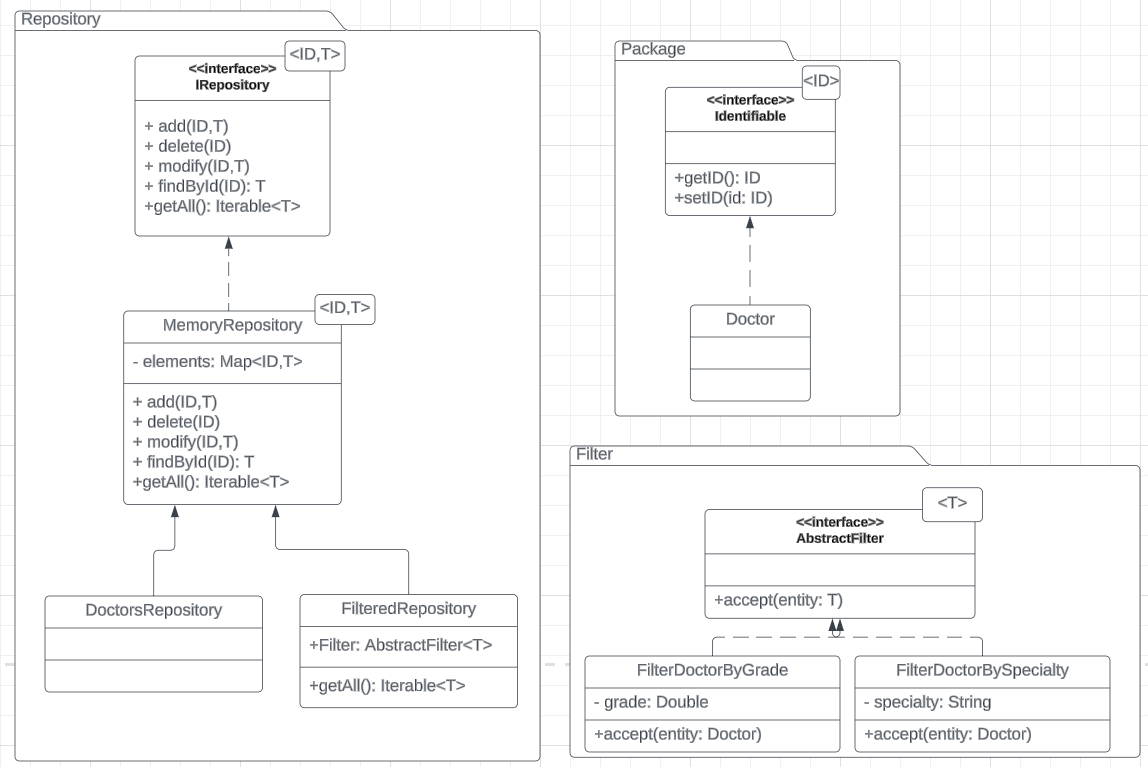 Repository
<ID,T>
<<interface>>
IRepository
+ add(ID,T)
+ delete(ID)
+ modify(ID,T)
+ findById(ID): T
+getAll(): Iterable<T>
<ID,T>
MemoryRepository
- elements: Map<ID,T>
+ add(ID,T)
+ delete(ID)
+ modify(ID,T)
+ findById(ID): T
+getAll(): Iterable<T>
DoctorsRepository
FilteredRepository
+Filter: AbstractFilter<T>
+getAll(): Iterable<T>
Package
<ID>
<<interface>>
Identifiable
+getID(): ID
+setID(id: ID)
Doctor
Filter
<T>
<<interface>>
AbstractFilter
+accept(entity: T)
FilterDoctorByGrade
- grade: Double
+accept(entity: Doctor)
FilterDoctorBySpecialty
- specialty: String
+accept(entity: Doctor)